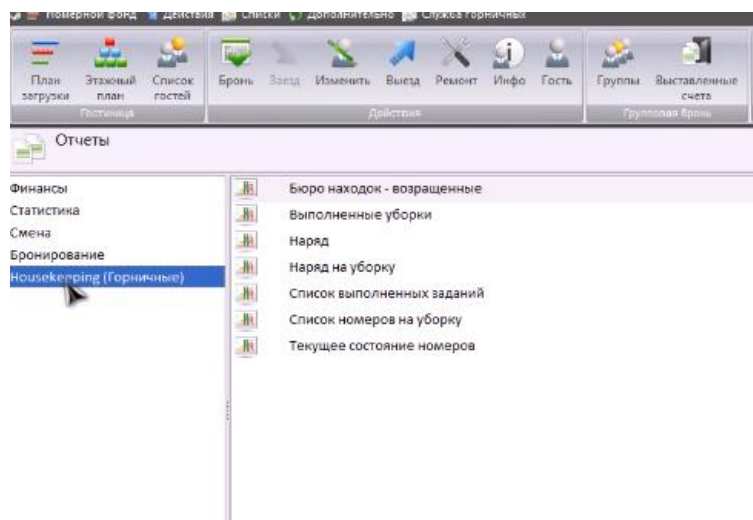 Номерной фонд Действия Списки Дополнительно Служба горничных
План загрузки
Этажный план
Список гостей
Бронь
Заезд
Изменить
Выезд
Ремонт
Инфо
Гость
Группы
Выставленные счета
Гостиница
Действия
Групповая бронь
Отчеты
Финансы
Статистика
Смена
Бронирование
Housekeeping (Горничные)
Бюро находок - возращенные
Выполненные уборки
Наряд
Наряд на уборку
Список выполненных заданий
Список номеров на уборку
Текущее состояние номеров